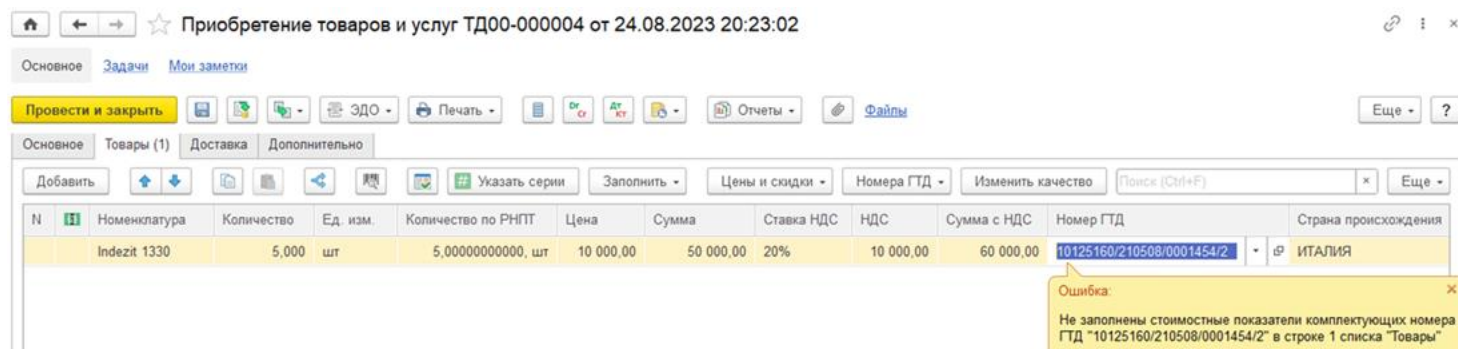 Приобретение товаров и услуг ТД00-000004 от 24.08.2023 20:23:02
Основное Задачи Мои заметки
Провести и закрыть ЭДО Печать Dr Cr Дт Кт Отчеты Файлы Еще ?
Основное Товары (1) Доставка Дополнительно
Добавить Указать серии Заполнить Цены и скидки Номера ГТД Изменить качество Поиск (Ctrl+F) × Еще
N Номенклатура Количество Ед. изм. Количество по РНПТ Цена Сумма Ставка НДС НДС Сумма с НДС Номер ГТД Страна происхождения
Indezit 1330 5,000 шт 5,00000000000, шт 10 000,00 50 000,00 20% 10 000,00 60 000,00 10125160/210508/0001454/2 ИТАЛИЯ
Ошибка:
Не заполнены стоимостные показатели комплектующих номера
ГТД "10125160/210508/0001454/2" в строке 1 списка "Товары"